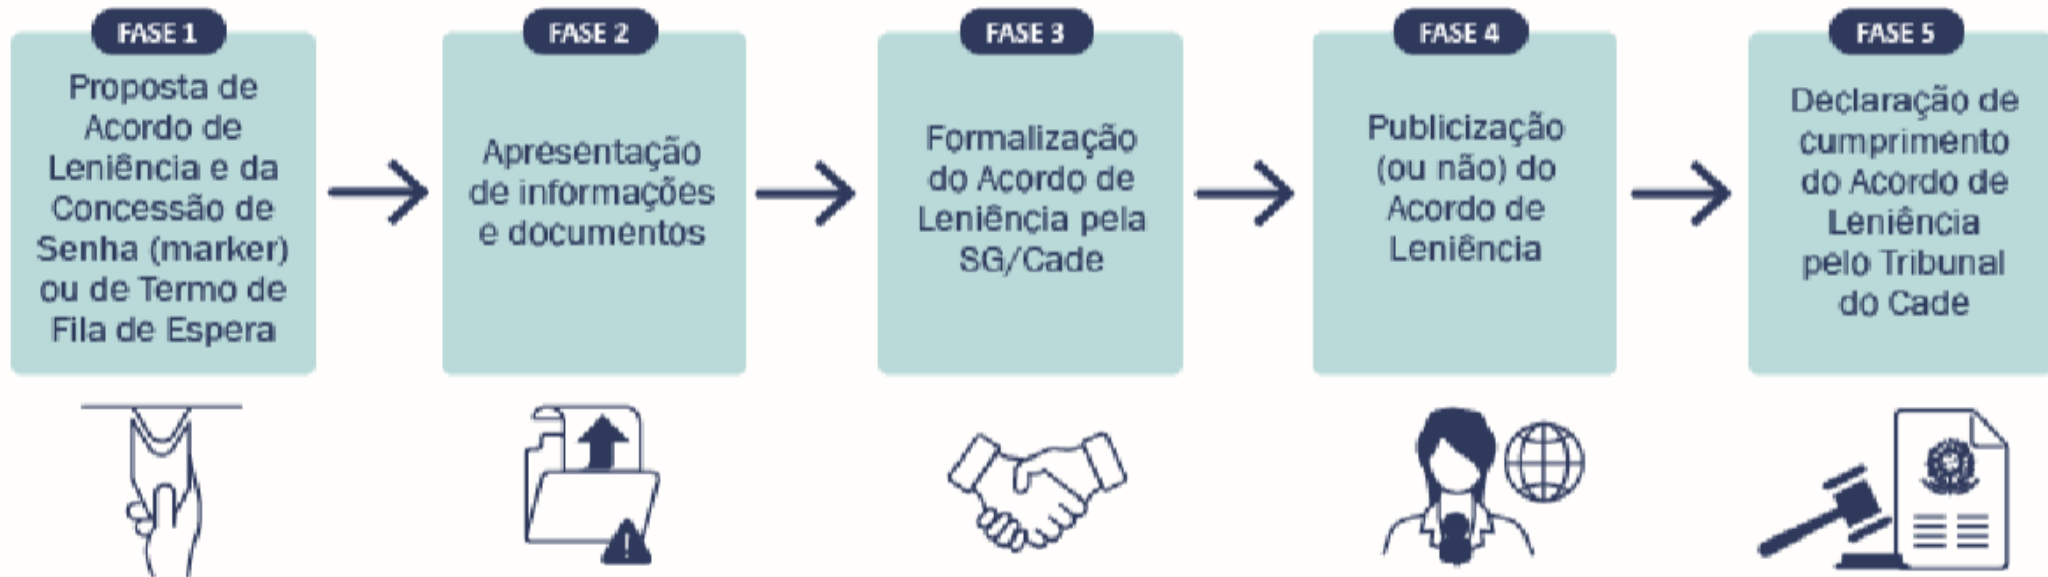 FASE 1
Proposta de
Acordo de
Leniência e da
Concessão de
Senha (marker)
ou de Termo de
Fila de Espera
FASE 2
Apresentação
de informações
e documentos
FASE 3
Formalização
do Acordo de
Leniência pela
SG/Cade
FASE 4
Publicização
(ou não) do
Acordo de
Leniência
FASE 5
Declaração de
cumprimento
do Acordo de
Leniência
pelo Tribunal
do Cade